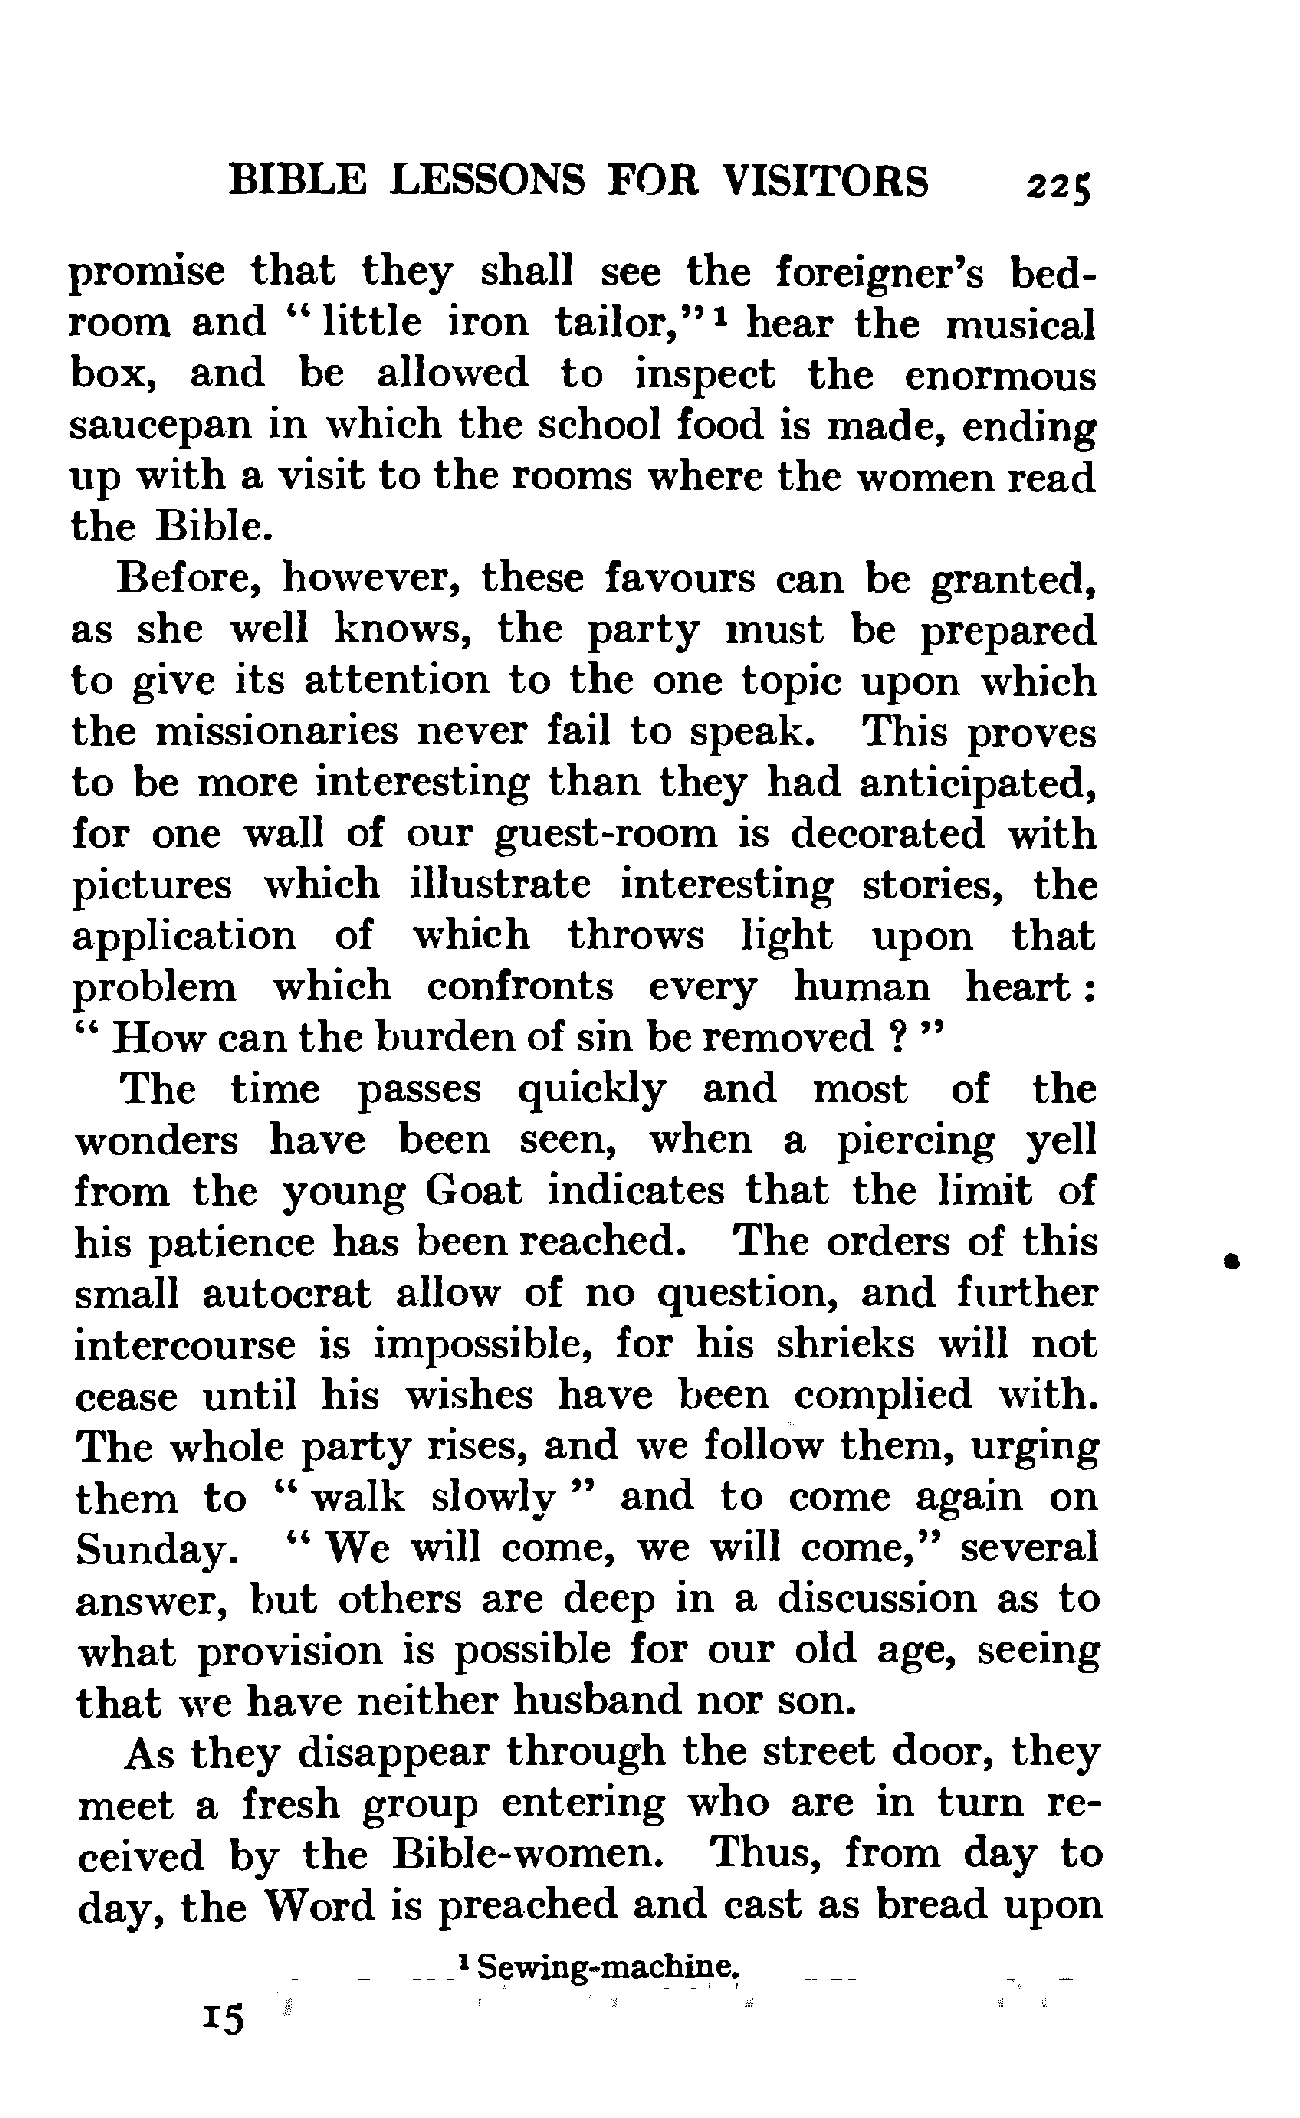 BIBLE LESSONS FOR VISITORS 225
promise that they shall see the foreigner's bed-
room and " little iron tailor," ¹ hear the musical
box, and be allowed to inspect the enormous
saucepan in which the school food is made, ending
up with a visit to the rooms where the women read
the Bible.
Before, however, these favours can be granted,
as she well knows, the party must be prepared
to give its attention to the one topic upon which
the missionaries never fail to speak. This proves
to be more interesting than they had anticipated,
for one wall of our guest-room is decorated with
pictures which illustrate interesting stories, the
application of which throws light upon that
problem which confronts every human heart :
" How can the burden of sin be removed ? "
The time passes quickly and most of the
wonders have been seen, when a piercing yell
from the young Goat indicates that the limit of
his patience has been reached. The orders of this
small autocrat allow of no question, and further
intercourse is impossible, for his shrieks will not
cease until his wishes have been complied with.
The whole party rises, and we follow them, urging
them to " walk slowly " and to come again on
Sunday. " We will come, we will come," several
answer, but others are deep in a discussion as to
what provision is possible for our old age, seeing
that we have neither husband nor son.
As they disappear through the street door, they
meet a fresh group entering who are in turn re-
ceived by the Bible-women. Thus, from day to
day, the Word is preached and cast as bread upon
¹ Sewing-machine.
15